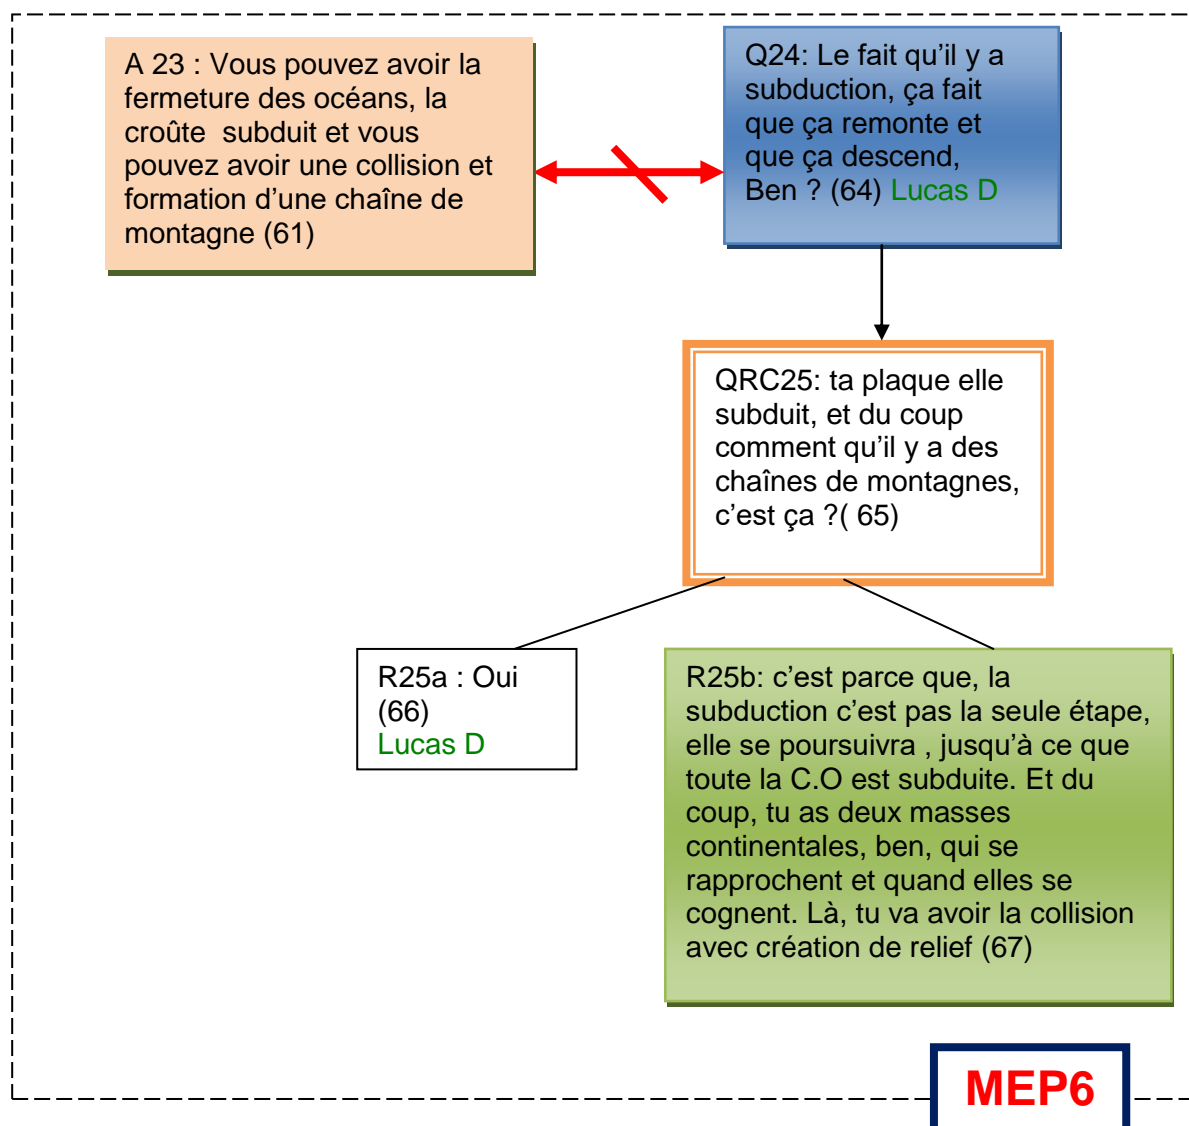 A 23 : Vous pouvez avoir la
fermeture des océans, la
croûte  subduit et vous
pouvez avoir une collision et
formation d’une chaîne de
montagne (61)
Q24: Le fait qu’il y a
subduction, ça fait
que ça remonte et
que ça descend,
Ben ? (64) Lucas D
QRC25: ta plaque elle
subduit, et du coup
comment qu’il y a des
chaînes de montagnes,
c’est ça ?( 65)
R25a : Oui
(66)
Lucas D
R25b: c’est parce que, la
subduction c’est pas la seule étape,
elle se poursuivra , jusqu’à ce que
toute la C.O est subduite. Et du
coup, tu as deux masses
continentales, ben, qui se
rapprochent et quand elles se
cognent. Là, tu va avoir la collision
avec création de relief (67)
MEP6